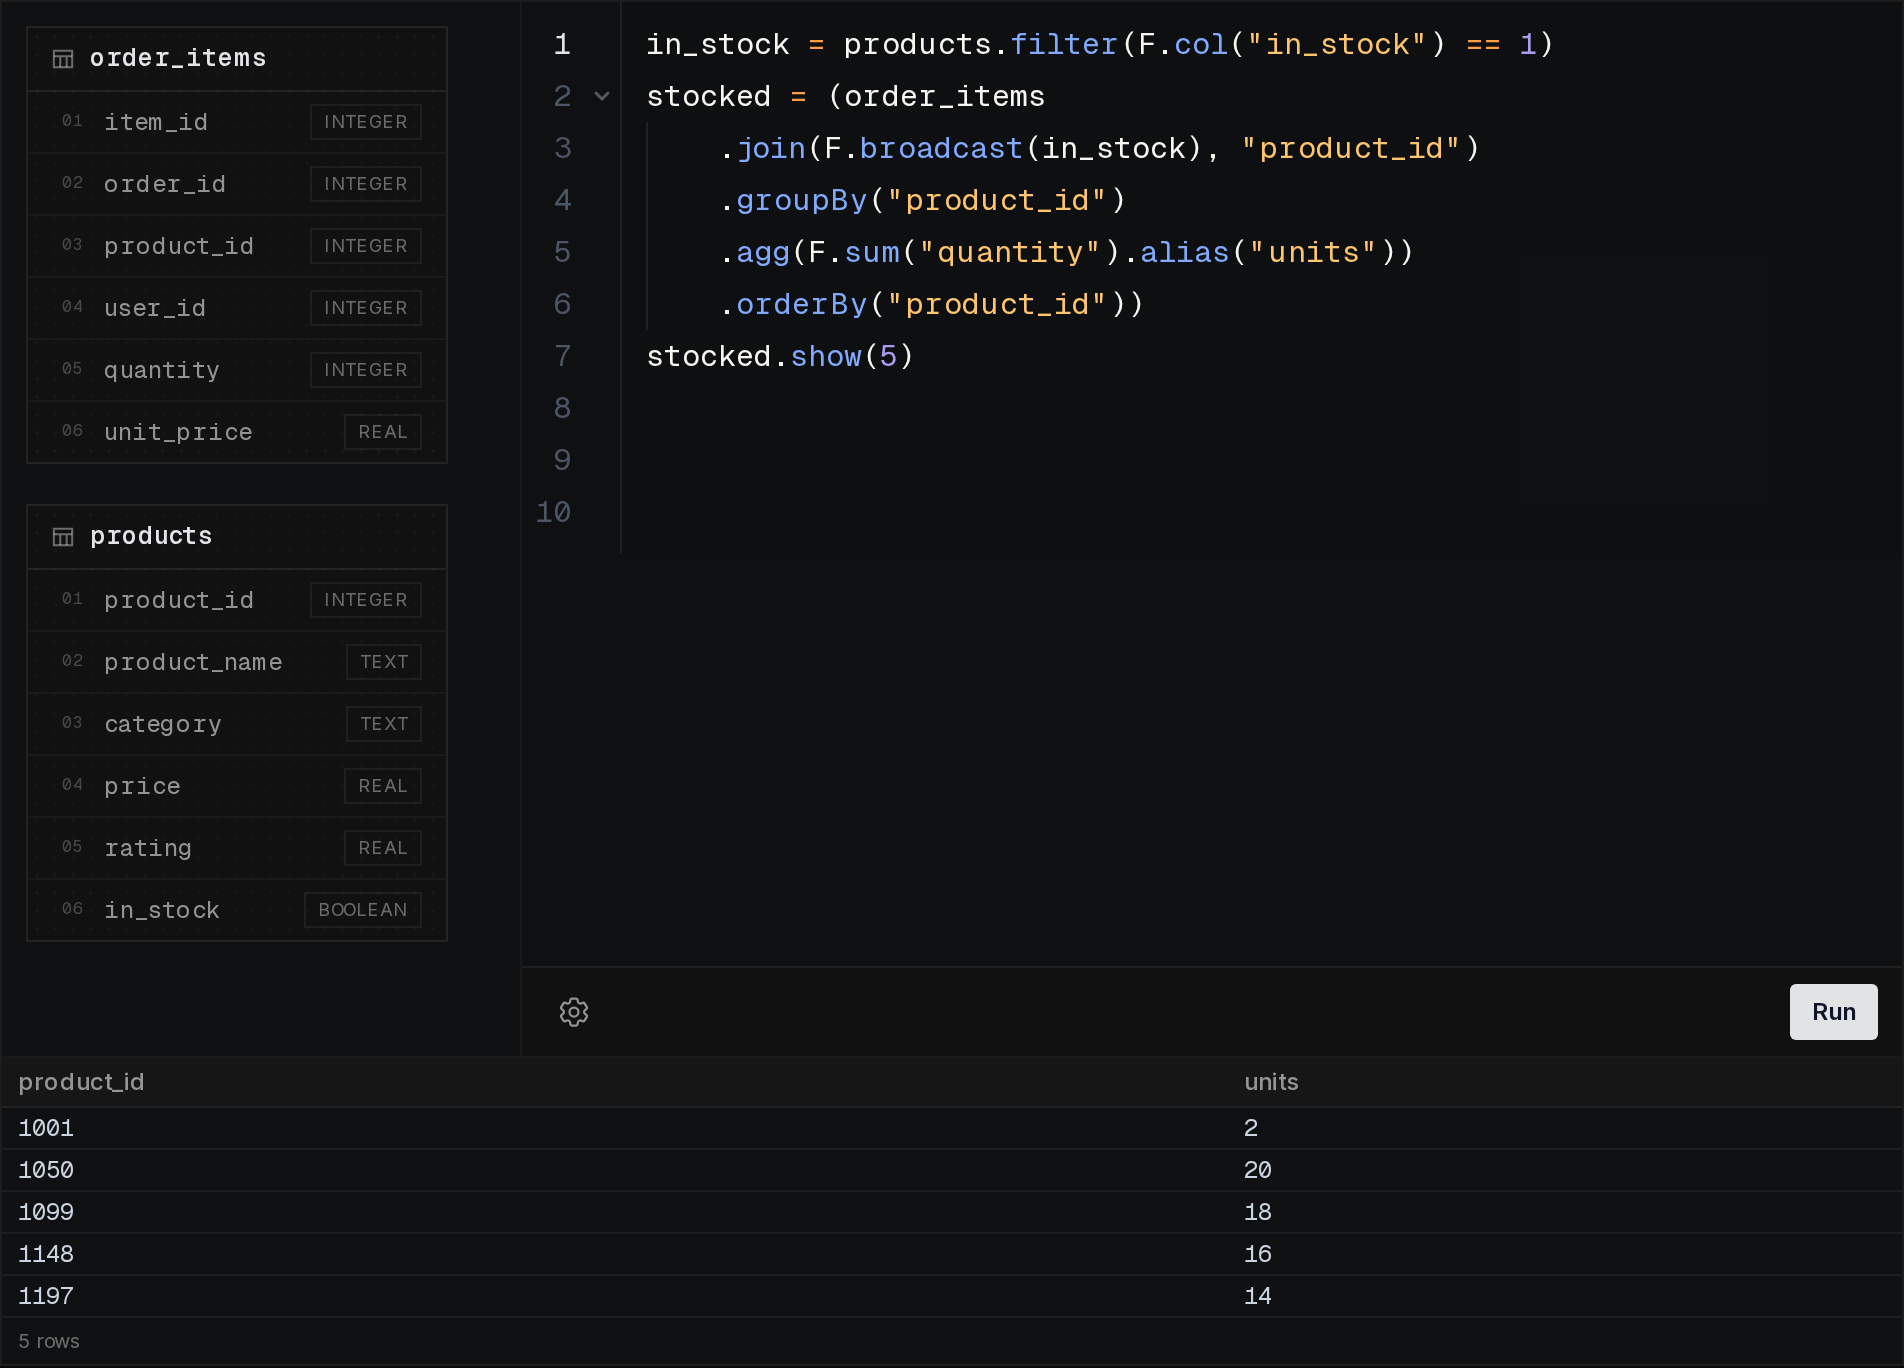 order_items
01 item_id INTEGER
02 order_id INTEGER
03 product_id INTEGER
04 user_id INTEGER
05 quantity INTEGER
06 unit_price REAL
products
01 product_id INTEGER
02 product_name TEXT
03 category TEXT
04 price REAL
05 rating REAL
06 in_stock BOOLEAN
1 in_stock = products.filter(F.col("in_stock") == 1)
2 stocked = (order_items
3     .join(F.broadcast(in_stock), "product_id")
4     .groupBy("product_id")
5     .agg(F.sum("quantity").alias("units"))
6     .orderBy("product_id"))
7 stocked.show(5)
8
9
10
Run
product_id units
1001 2
1050 20
1099 18
1148 16
1197 14
5 rows